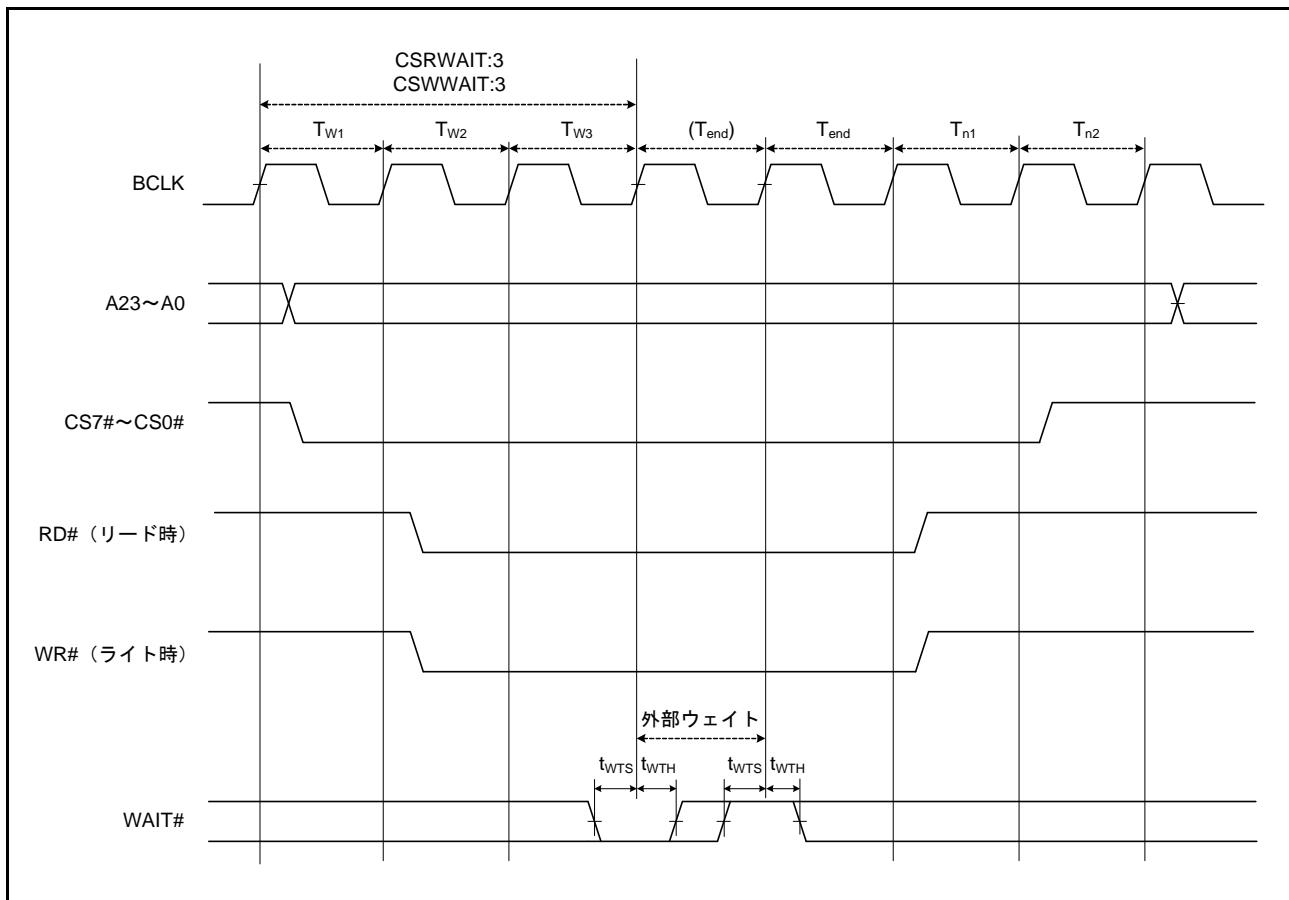 CSRWAIT:3
CSWWAIT:3
TW1 TW2 TW3 (Tend) Tend Tn1 Tn2
BCLK
A23～A0
CS7#～CS0#
RD#（リード時）
WR#（ライト時）
外部ウェイト
tWTS tWTH tWTS tWTH
WAIT#